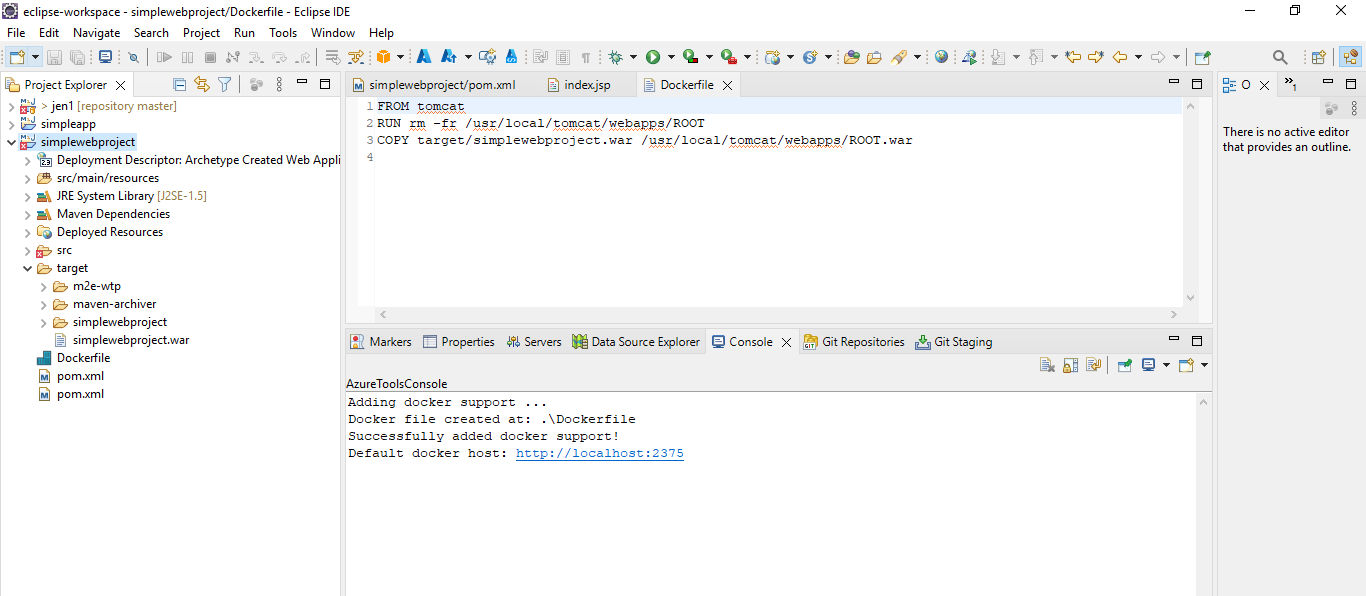 eclipse-workspace - simplewebproject/Dockerfile - Eclipse IDE
File Edit Navigate Search Project Run Tools Window Help
Project Explorer
> jen1 [repository master]
simpleapp
simplewebproject
Deployment Descriptor: Archetype Created Web Appli
src/main/resources
JRE System Library [J2SE-1.5]
Maven Dependencies
Deployed Resources
src
target
m2e-wtp
maven-archiver
simplewebproject
simplewebproject.war
Dockerfile
pom.xml
pom.xml
simplewebproject/pom.xml index.jsp Dockerfile
1 FROM tomcat
2 RUN rm -fr /usr/local/tomcat/webapps/ROOT
3 COPY target/simplewebproject.war /usr/local/tomcat/webapps/ROOT.war
4
Markers Properties Servers Data Source Explorer Console Git Repositories Git Staging
AzureToolsConsole
Adding docker support ...
Docker file created at: .\Dockerfile
Successfully added docker support!
Default docker host: http://localhost:2375
O
»1
There is no active editor
that provides an outline.